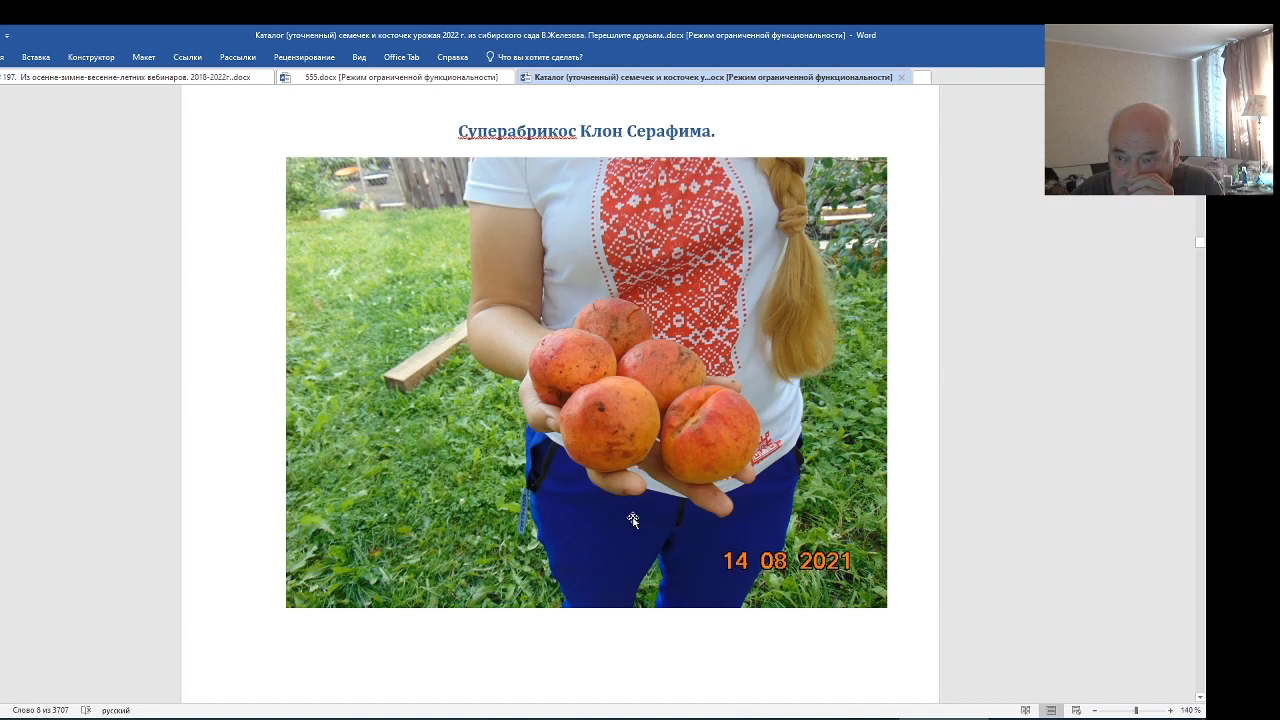 Каталог (уточненный) семечек и косточек урожая 2022 г. из сибирского сада В.Железова. Перешлите друзьям..docx [Режим ограниченной функциональности] - Word
я Вставка Конструктор Макет Ссылки Рассылки Рецензирование Вид Office Tab Справка Что вы хотите сделать?
197. Из осенне-зимне-весенне-летних вебинаров. 2018-2022г..docx
555.docx [Режим ограниченной функциональности]
Каталог (уточненный) семечек и косточек у...осх [Режим ограниченной функциональности]
Суперабрикос Клон Серафима.
14 08 2021
Слово 8 из 3707 русский 140 %